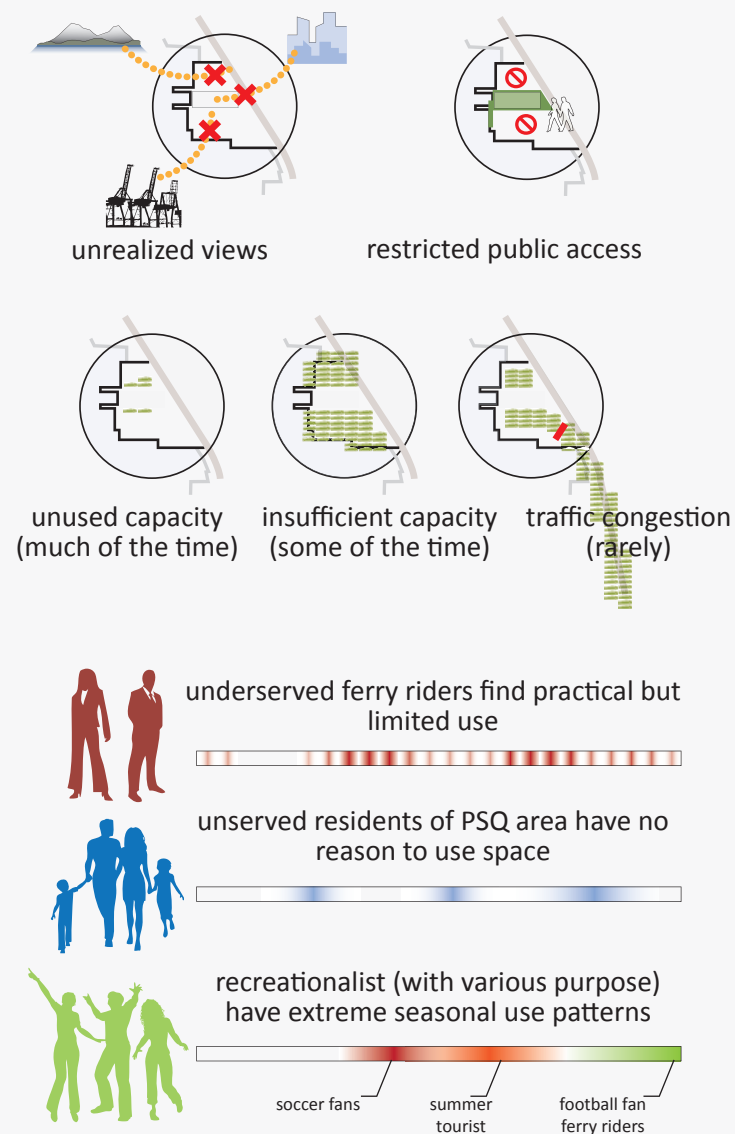 unrealized views
restricted public access
unused capacity
(much of the time)
insufficient capacity
(some of the time)
traffic congestion
(rarely)
underserved ferry riders find practical but
limited use
unserved residents of PSQ area have no
reason to use space
recreationalist (with various purpose)
have extreme seasonal use patterns
soccer fans
summer
tourist
football fan
ferry riders